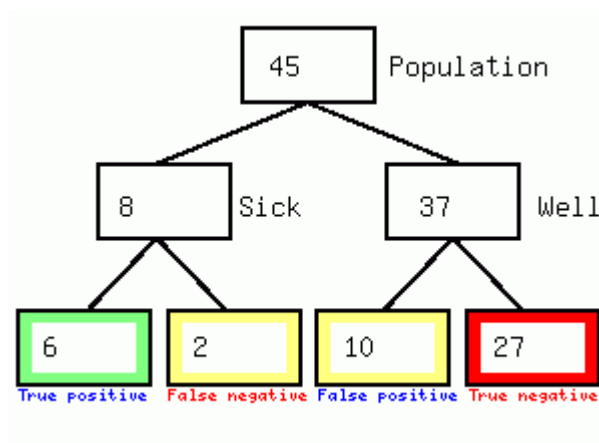 45 Population
8 Sick 37 Well
6 2 10 27
True positive False negative False positive True negative